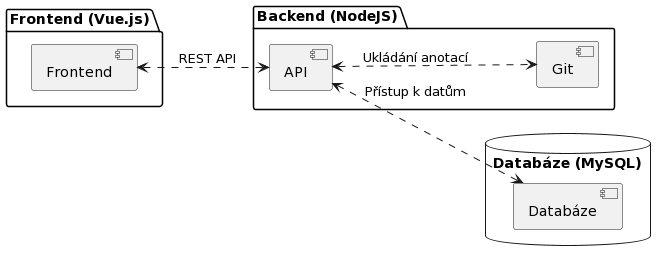 Frontend (Vue.js)
Frontend
REST API
Backend (NodeJS)
API
Ukládání anotací
Git
Přístup k datům
Databáze (MySQL)
Databáze